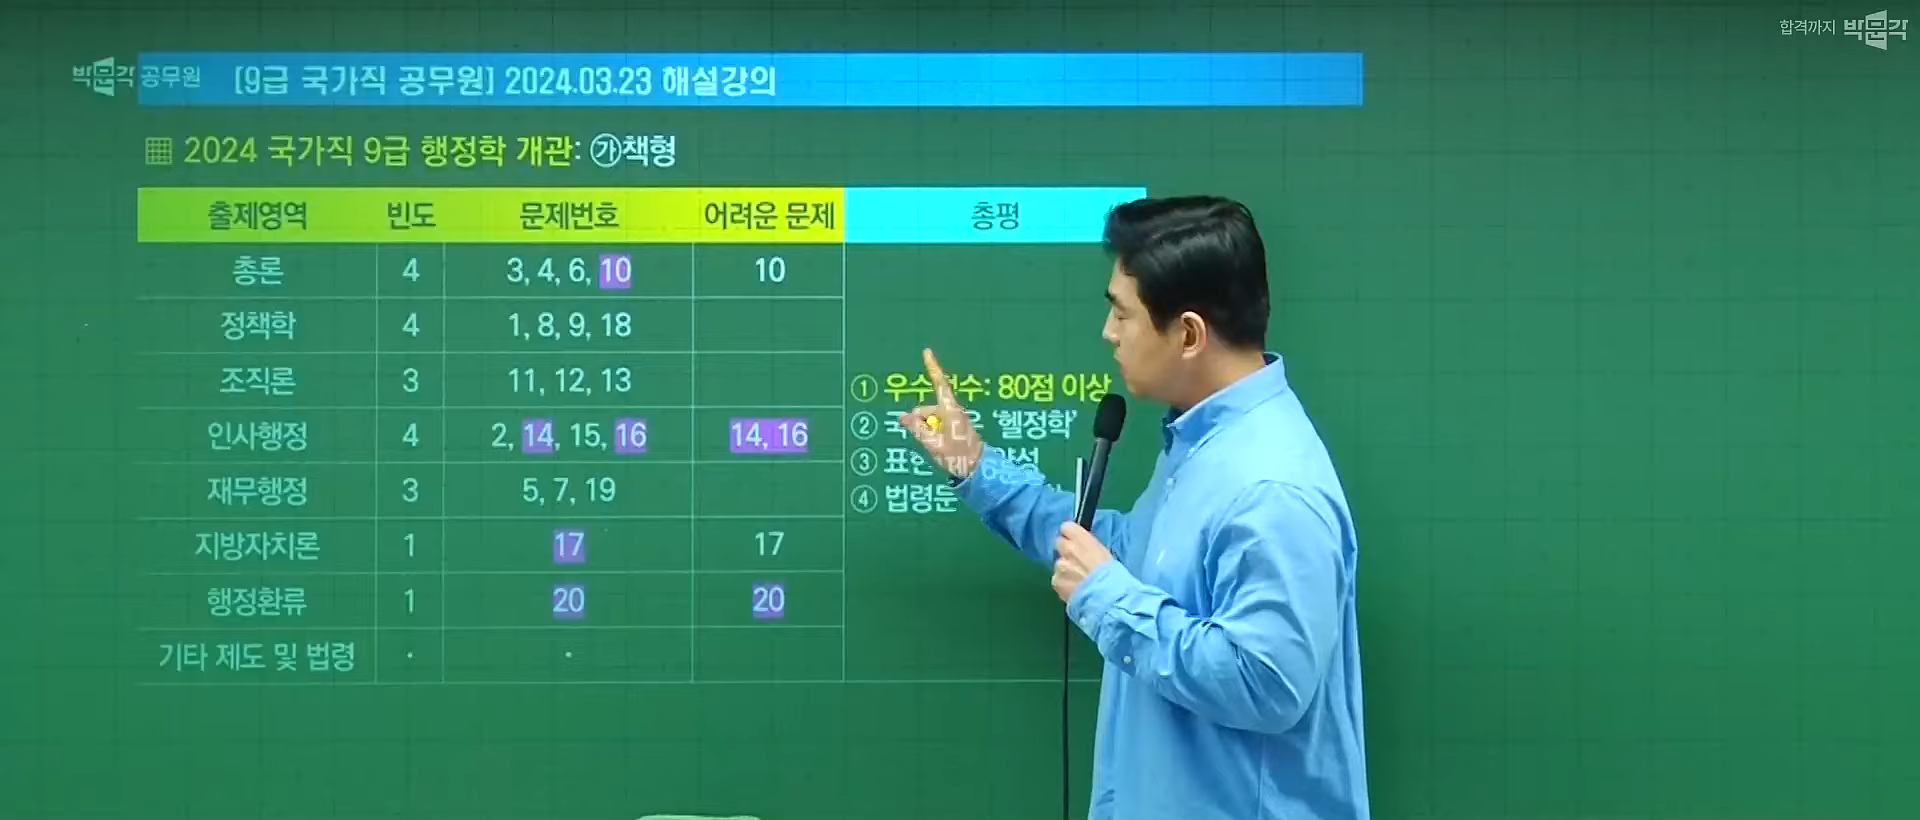 합격까지 박문각
박문각 공무원 [9급 국가직 공무원] 2024.03.23 해설강의
2024 국가직 9급 행정학 개관: ㉮책형
출제영역 빈도 문제번호 어려운 문제 총평
총론 4 3, 4, 6, 10 10
정책학 4 1, 8, 9, 18
조직론 3 11, 12, 13
인사행정 4 2, 14, 15, 16 14, 16
재무행정 3 5, 7, 19
지방자치론 1 17 17
행정환류 1 20 20
기타 제도 및 법령 · ·
① 우수점수: 80점 이상
② '헬정학'
③
④